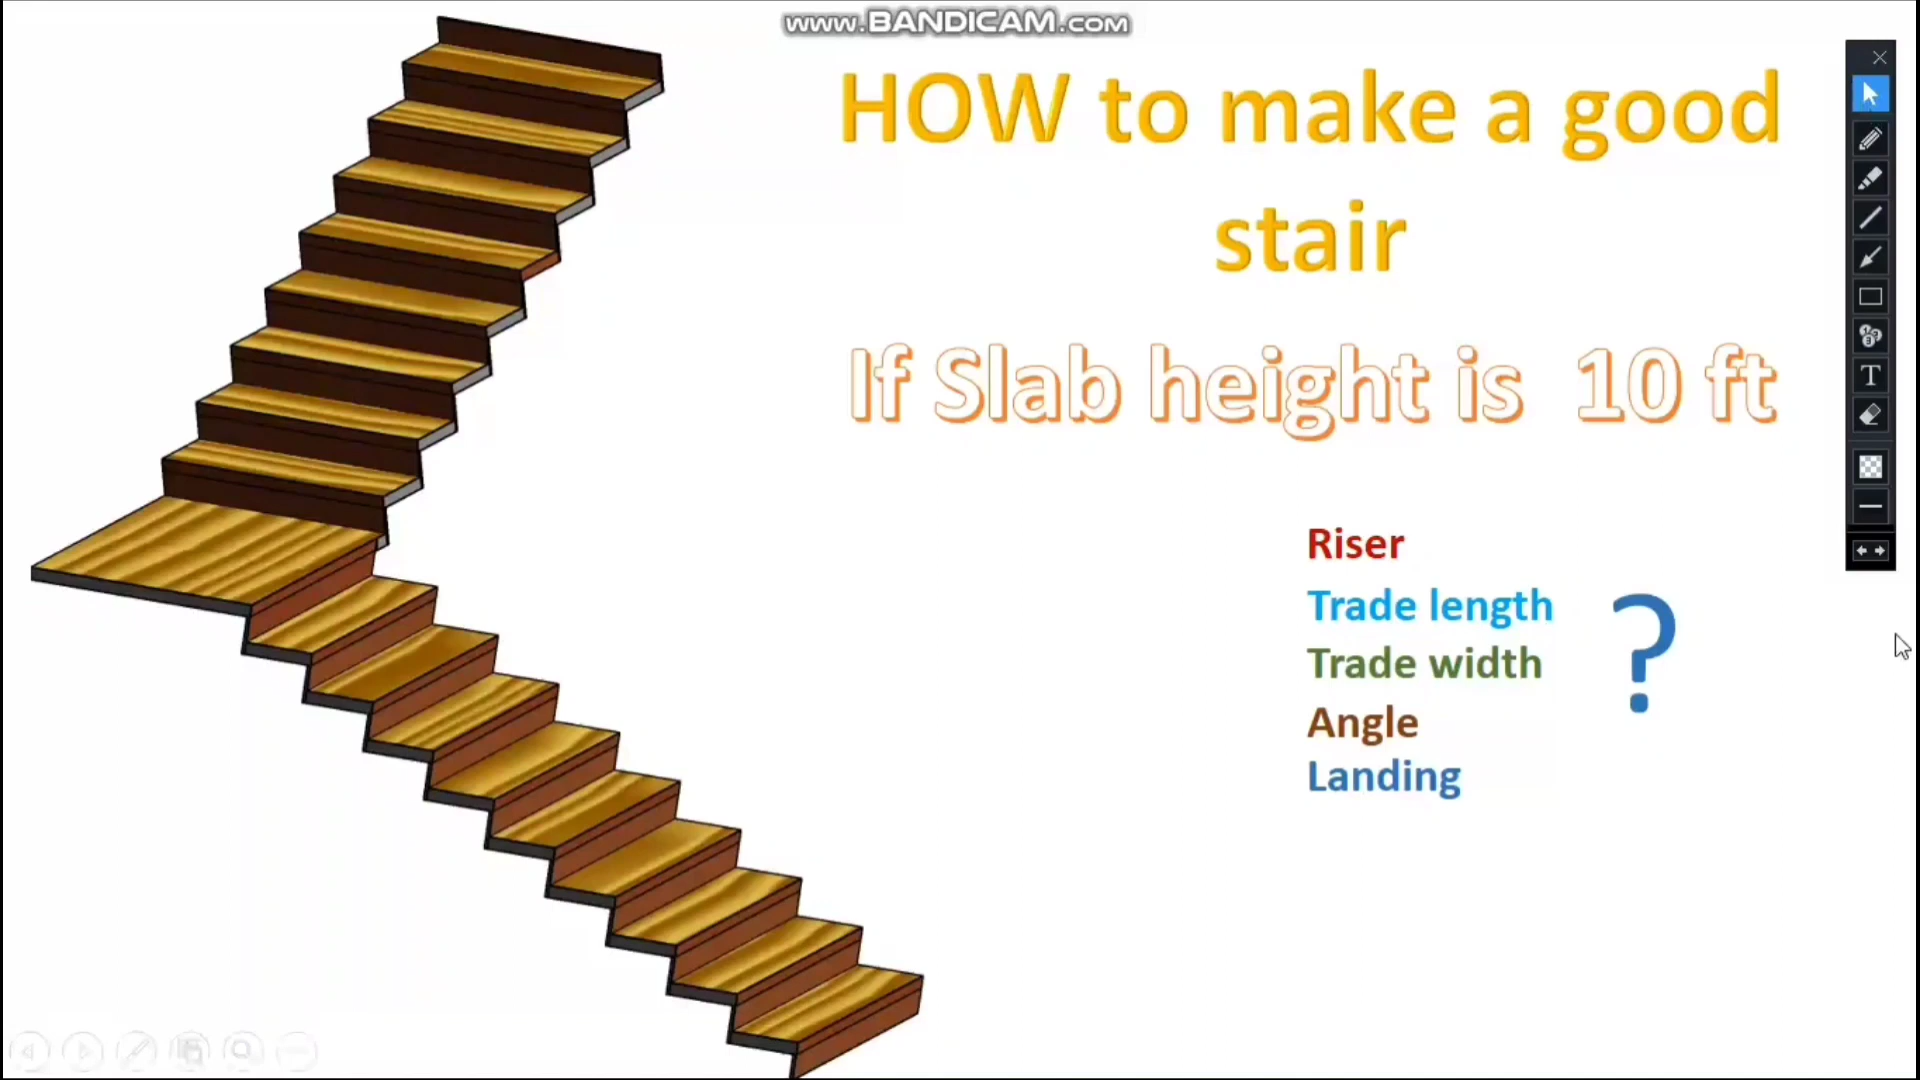 www.BANDICAM.com
HOW to make a good
stair
If Slab height is 10 ft
Riser
Trade length
Trade width
?
Angle
Landing
T